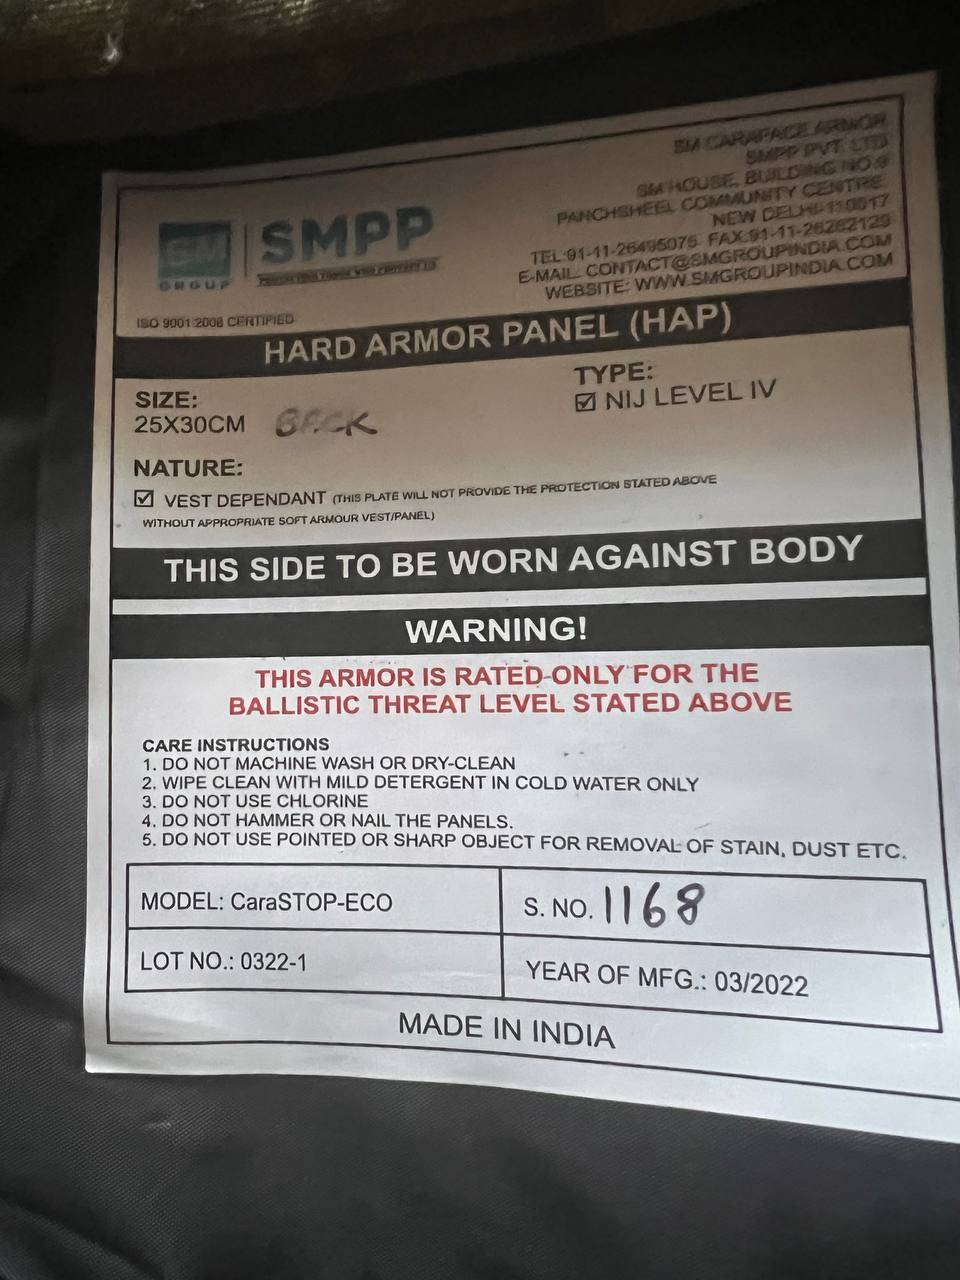 SM CARAPACE ARMOR
SMPP PVT. LTD
SM HOUSE, BUILDING NO.9
PANCHSHEEL COMMUNITY CENTRE
NEW DELHI-110017
TEL:91-11-26495076 FAX:91-11-26262129
E-MAIL: CONTACT@SMGROUPINDIA.COM
WEBSITE: WWW.SMGROUPINDIA.COM
SM
GROUP
SMPP
PROTECTING THOSE WHO PROTECT US
ISO 9001:2008 CERTIFIED
HARD ARMOR PANEL (HAP)
SIZE:
25X30CM BACK
TYPE:
☑ NIJ LEVEL IV
NATURE:
☑ VEST DEPENDANT (THIS PLATE WILL NOT PROVIDE THE PROTECTION STATED ABOVE
WITHOUT APPROPRIATE SOFT ARMOUR VEST/PANEL)
THIS SIDE TO BE WORN AGAINST BODY
WARNING!
THIS ARMOR IS RATED ONLY FOR THE
BALLISTIC THREAT LEVEL STATED ABOVE
CARE INSTRUCTIONS
1. DO NOT MACHINE WASH OR DRY-CLEAN
2. WIPE CLEAN WITH MILD DETERGENT IN COLD WATER ONLY
3. DO NOT USE CHLORINE
4. DO NOT HAMMER OR NAIL THE PANELS.
5. DO NOT USE POINTED OR SHARP OBJECT FOR REMOVAL OF STAIN, DUST ETC.
MODEL: CaraSTOP-ECO
S. NO. 1168
LOT NO.: 0322-1
YEAR OF MFG.: 03/2022
MADE IN INDIA